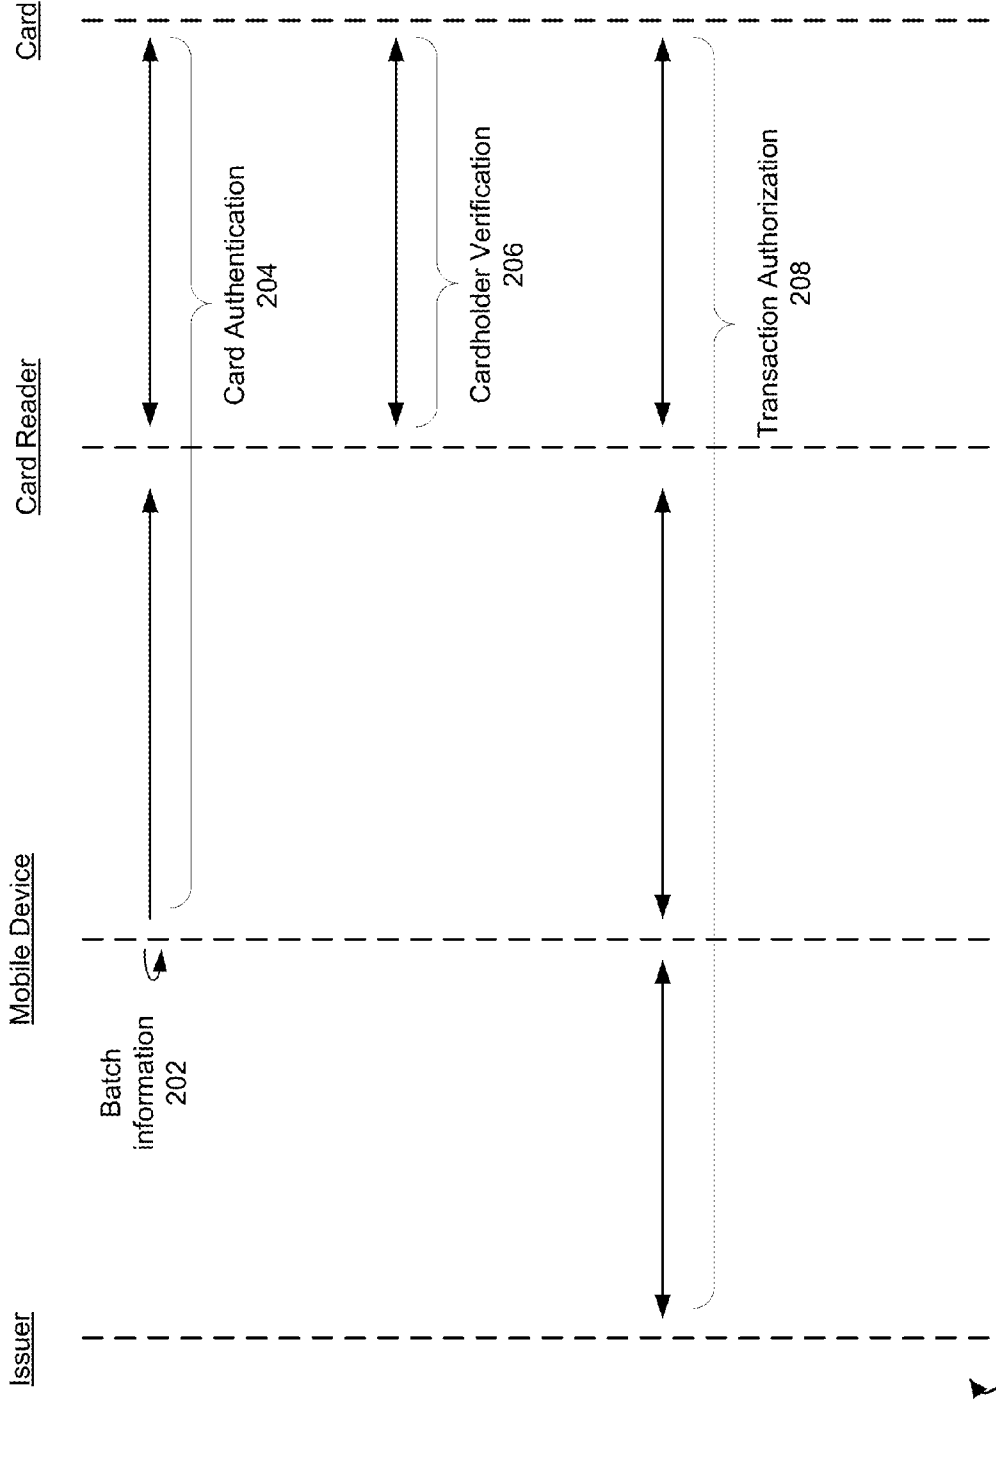 Issuer
Mobile Device
Card Reader
Card
Batch
information
202
Card Authentication
204
Cardholder Verification
206
Transaction Authorization
208